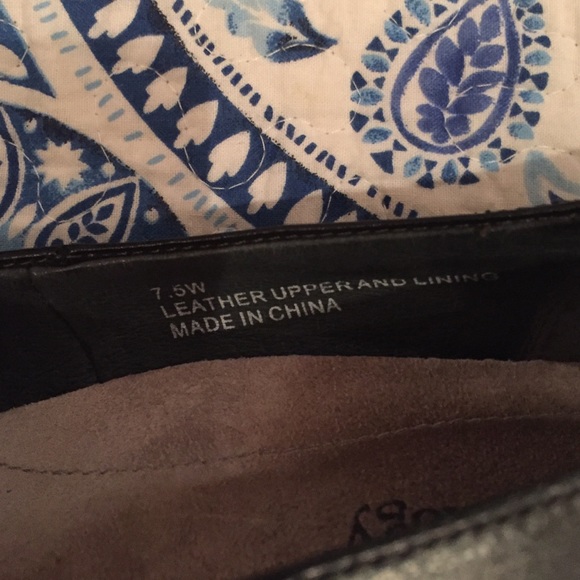 7.5W
LEATHER UPPER AND LINING
MADE IN CHINA